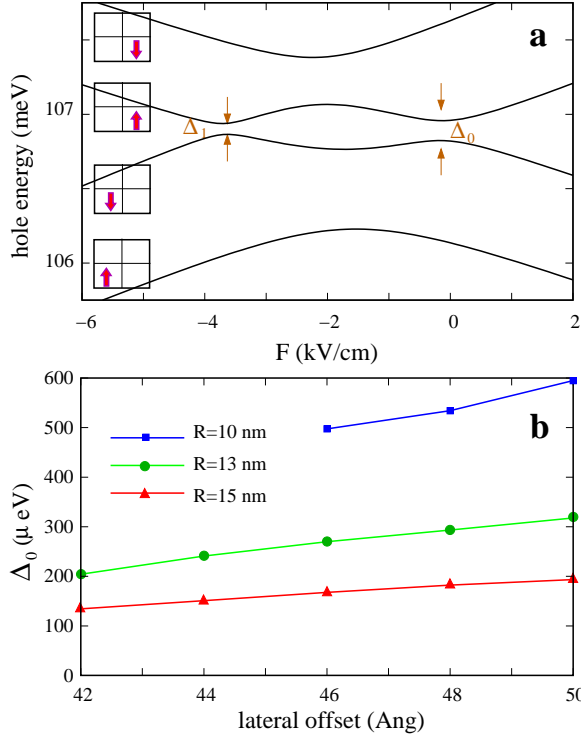 a
107
106
hole energy (meV)
Δ1
Δ0
−6
−4
−2
0
2
F (kV/cm)
b
600
500
400
300
200
100
0
Δ0 (μ eV)
R=10 nm
R=13 nm
R=15 nm
42
44
46
48
50
lateral offset (Ang)